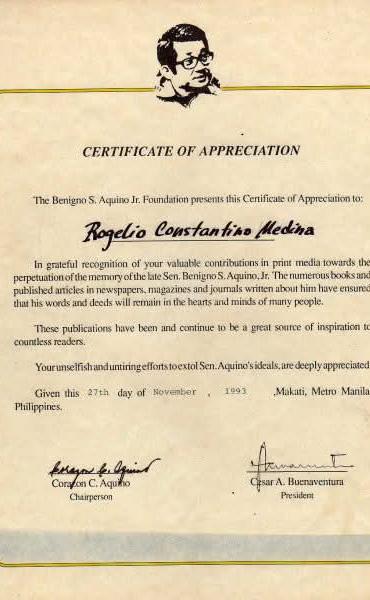 CERTIFICATE OF APPRECIATION
The Benigno S. Aquino Jr. Foundation presents this Certificate of Appreciation to:
Rogelio Constantino Medina
In grateful recognition of your valuable contributions in print media towards the
perpetuation of the memory of the late Sen. Benigno S. Aquino, Jr. The numerous books and
published articles in newspapers, magazines and journals written about him have ensured
that his words and deeds will remain in the hearts and minds of many people.
These publications have been and continue to be a great source of inspiration to
countless readers.
Your unselfish and untiring efforts to extol Sen. Aquino's ideals, are deeply appreciated
Given this 27th day of November , 1993 ,Makati, Metro Manila
Philippines.
Corazon C. Aquino
Corazon C. Aquino
Cesar A. Buenaventura
Chairperson
President